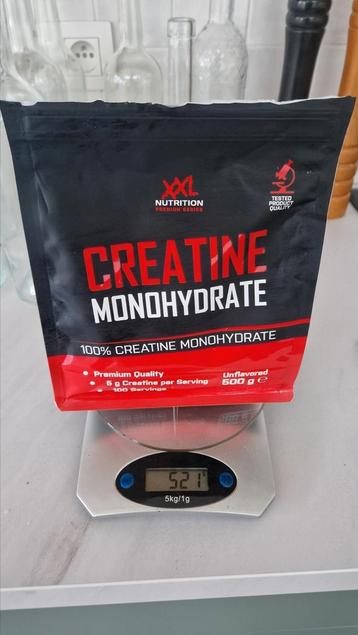 XXL
NUTRITION
PREMIUM SERIES
TESTED
PRODUCT
QUALITY
CREATINE
MONOHYDRATE
100% CREATINE MONOHYDRATE
• Premium Quality
• 5 g Creatine per Serving
• 100 Servings
Unflavored
500 g ℮
521
5kg/1g